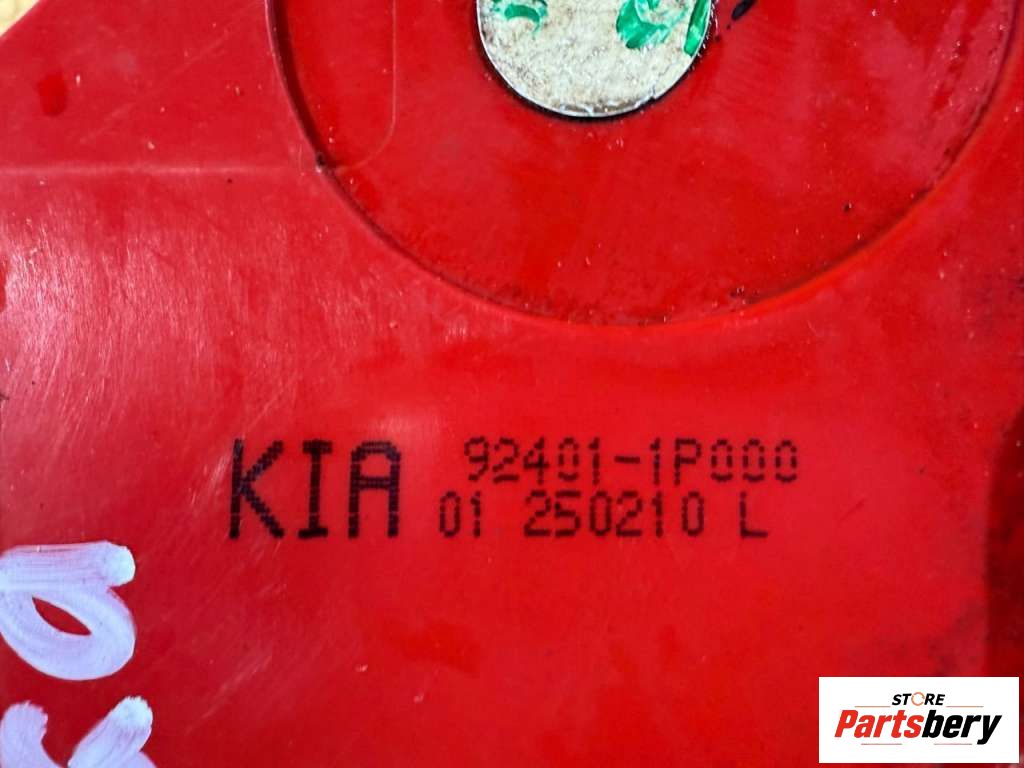 KIA 92401-1P000
01 250210 L
STORE
Partsbery